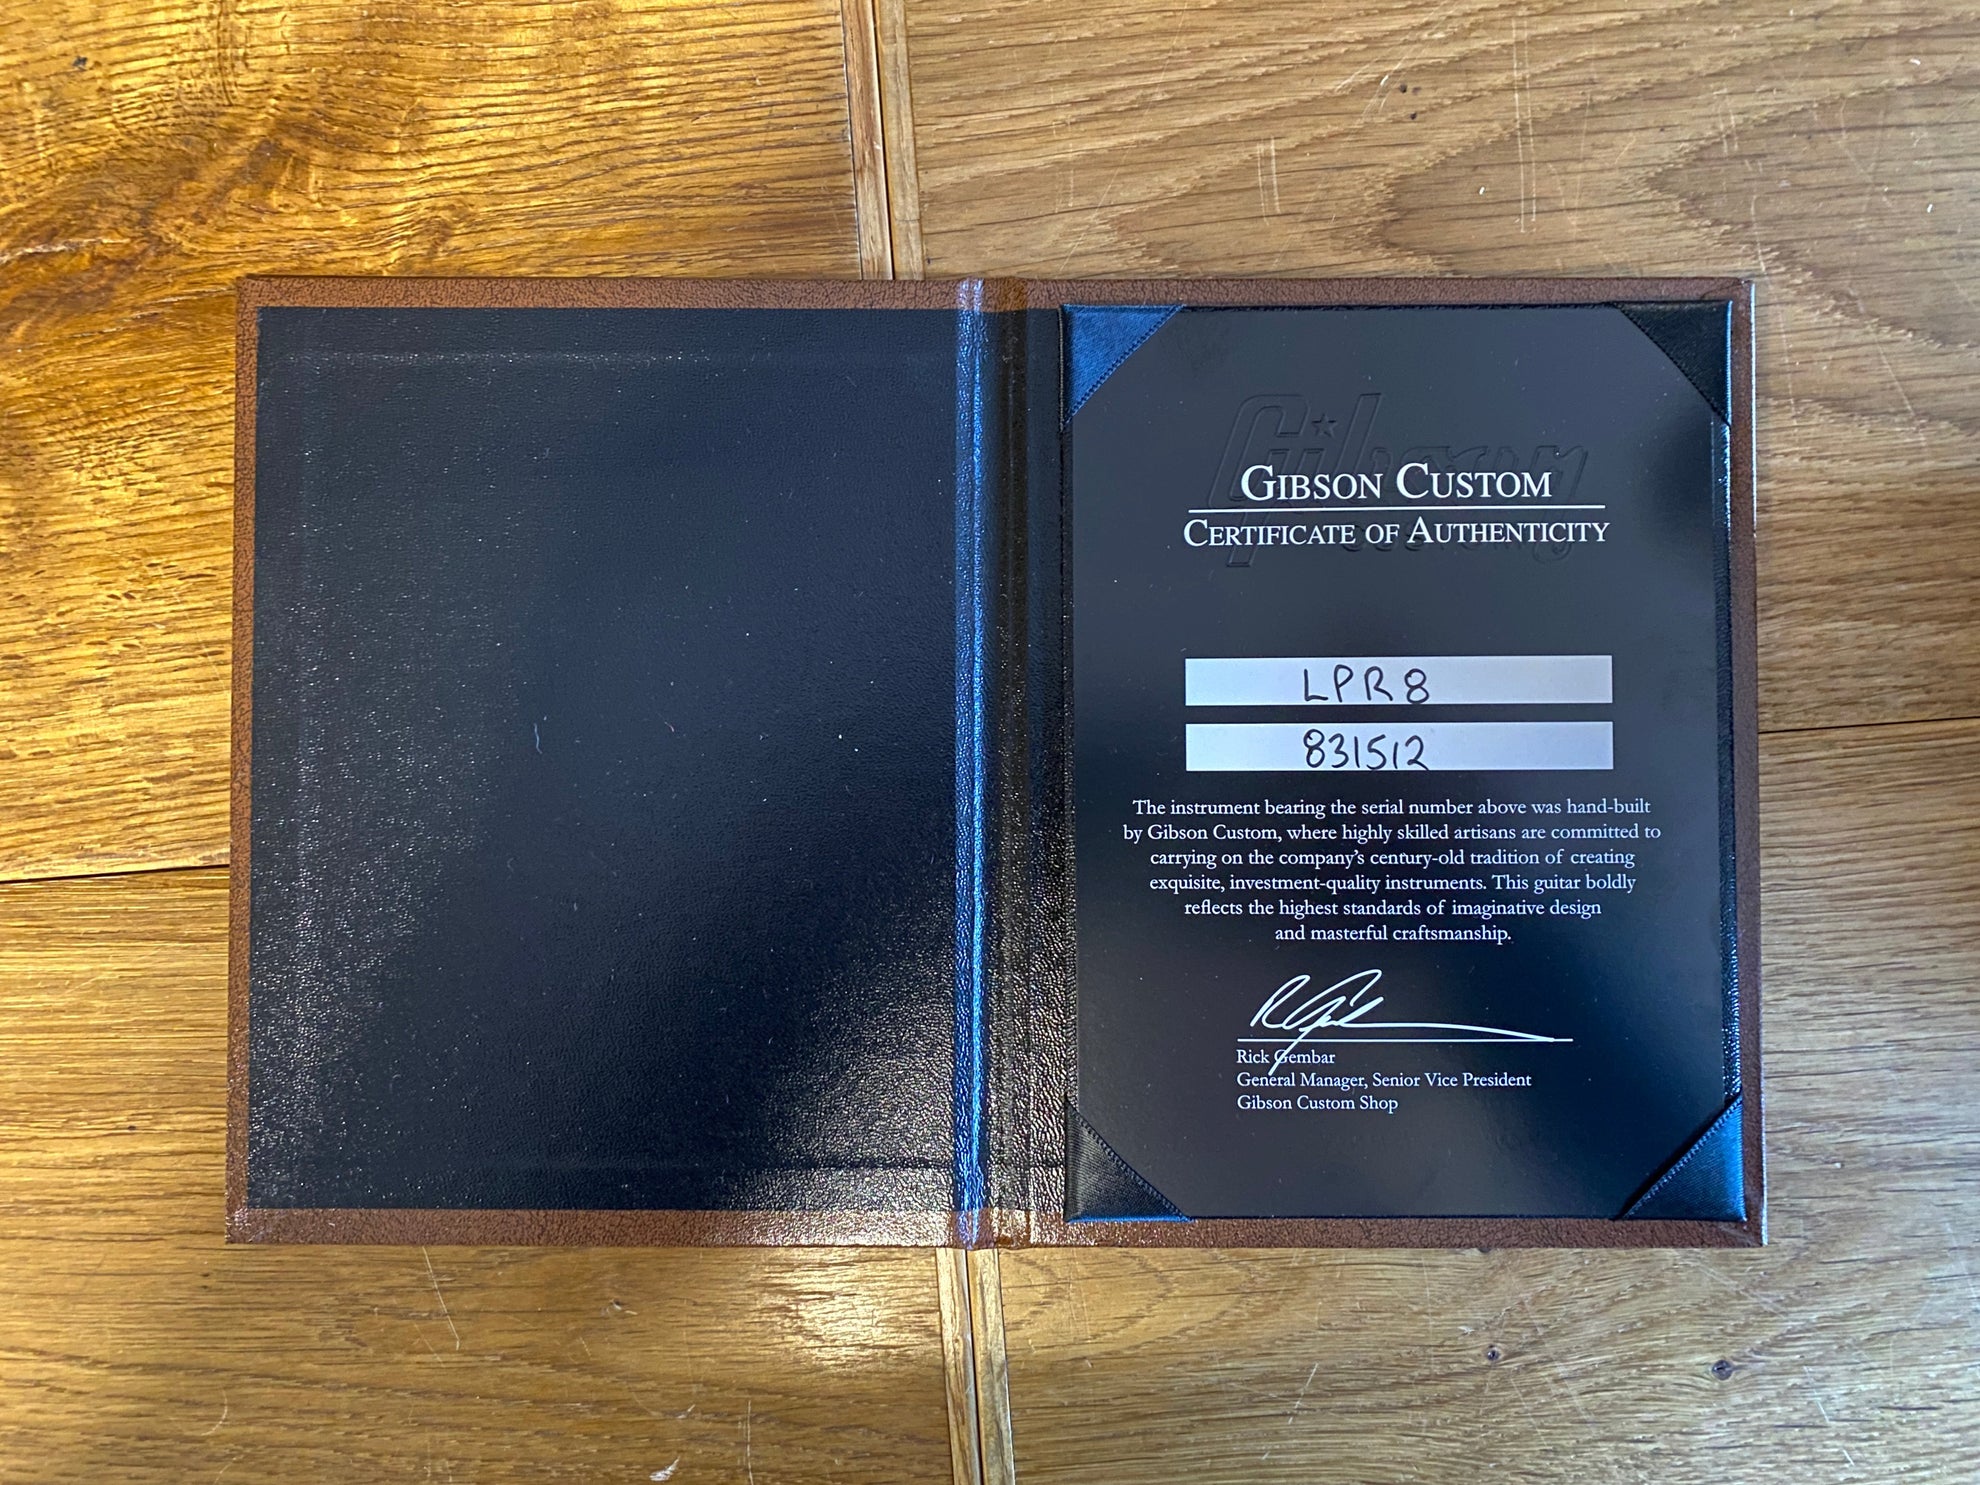 Gibson
Custom
GIBSON CUSTOM
CERTIFICATE OF AUTHENTICITY
LPR8
831512
The instrument bearing the serial number above was hand-built
by Gibson Custom, where highly skilled artisans are committed to
carrying on the company's century-old tradition of creating
exquisite, investment-quality instruments. This guitar boldly
reflects the highest standards of imaginative design
and masterful craftsmanship.
Rick Gembar
General Manager, Senior Vice President
Gibson Custom Shop